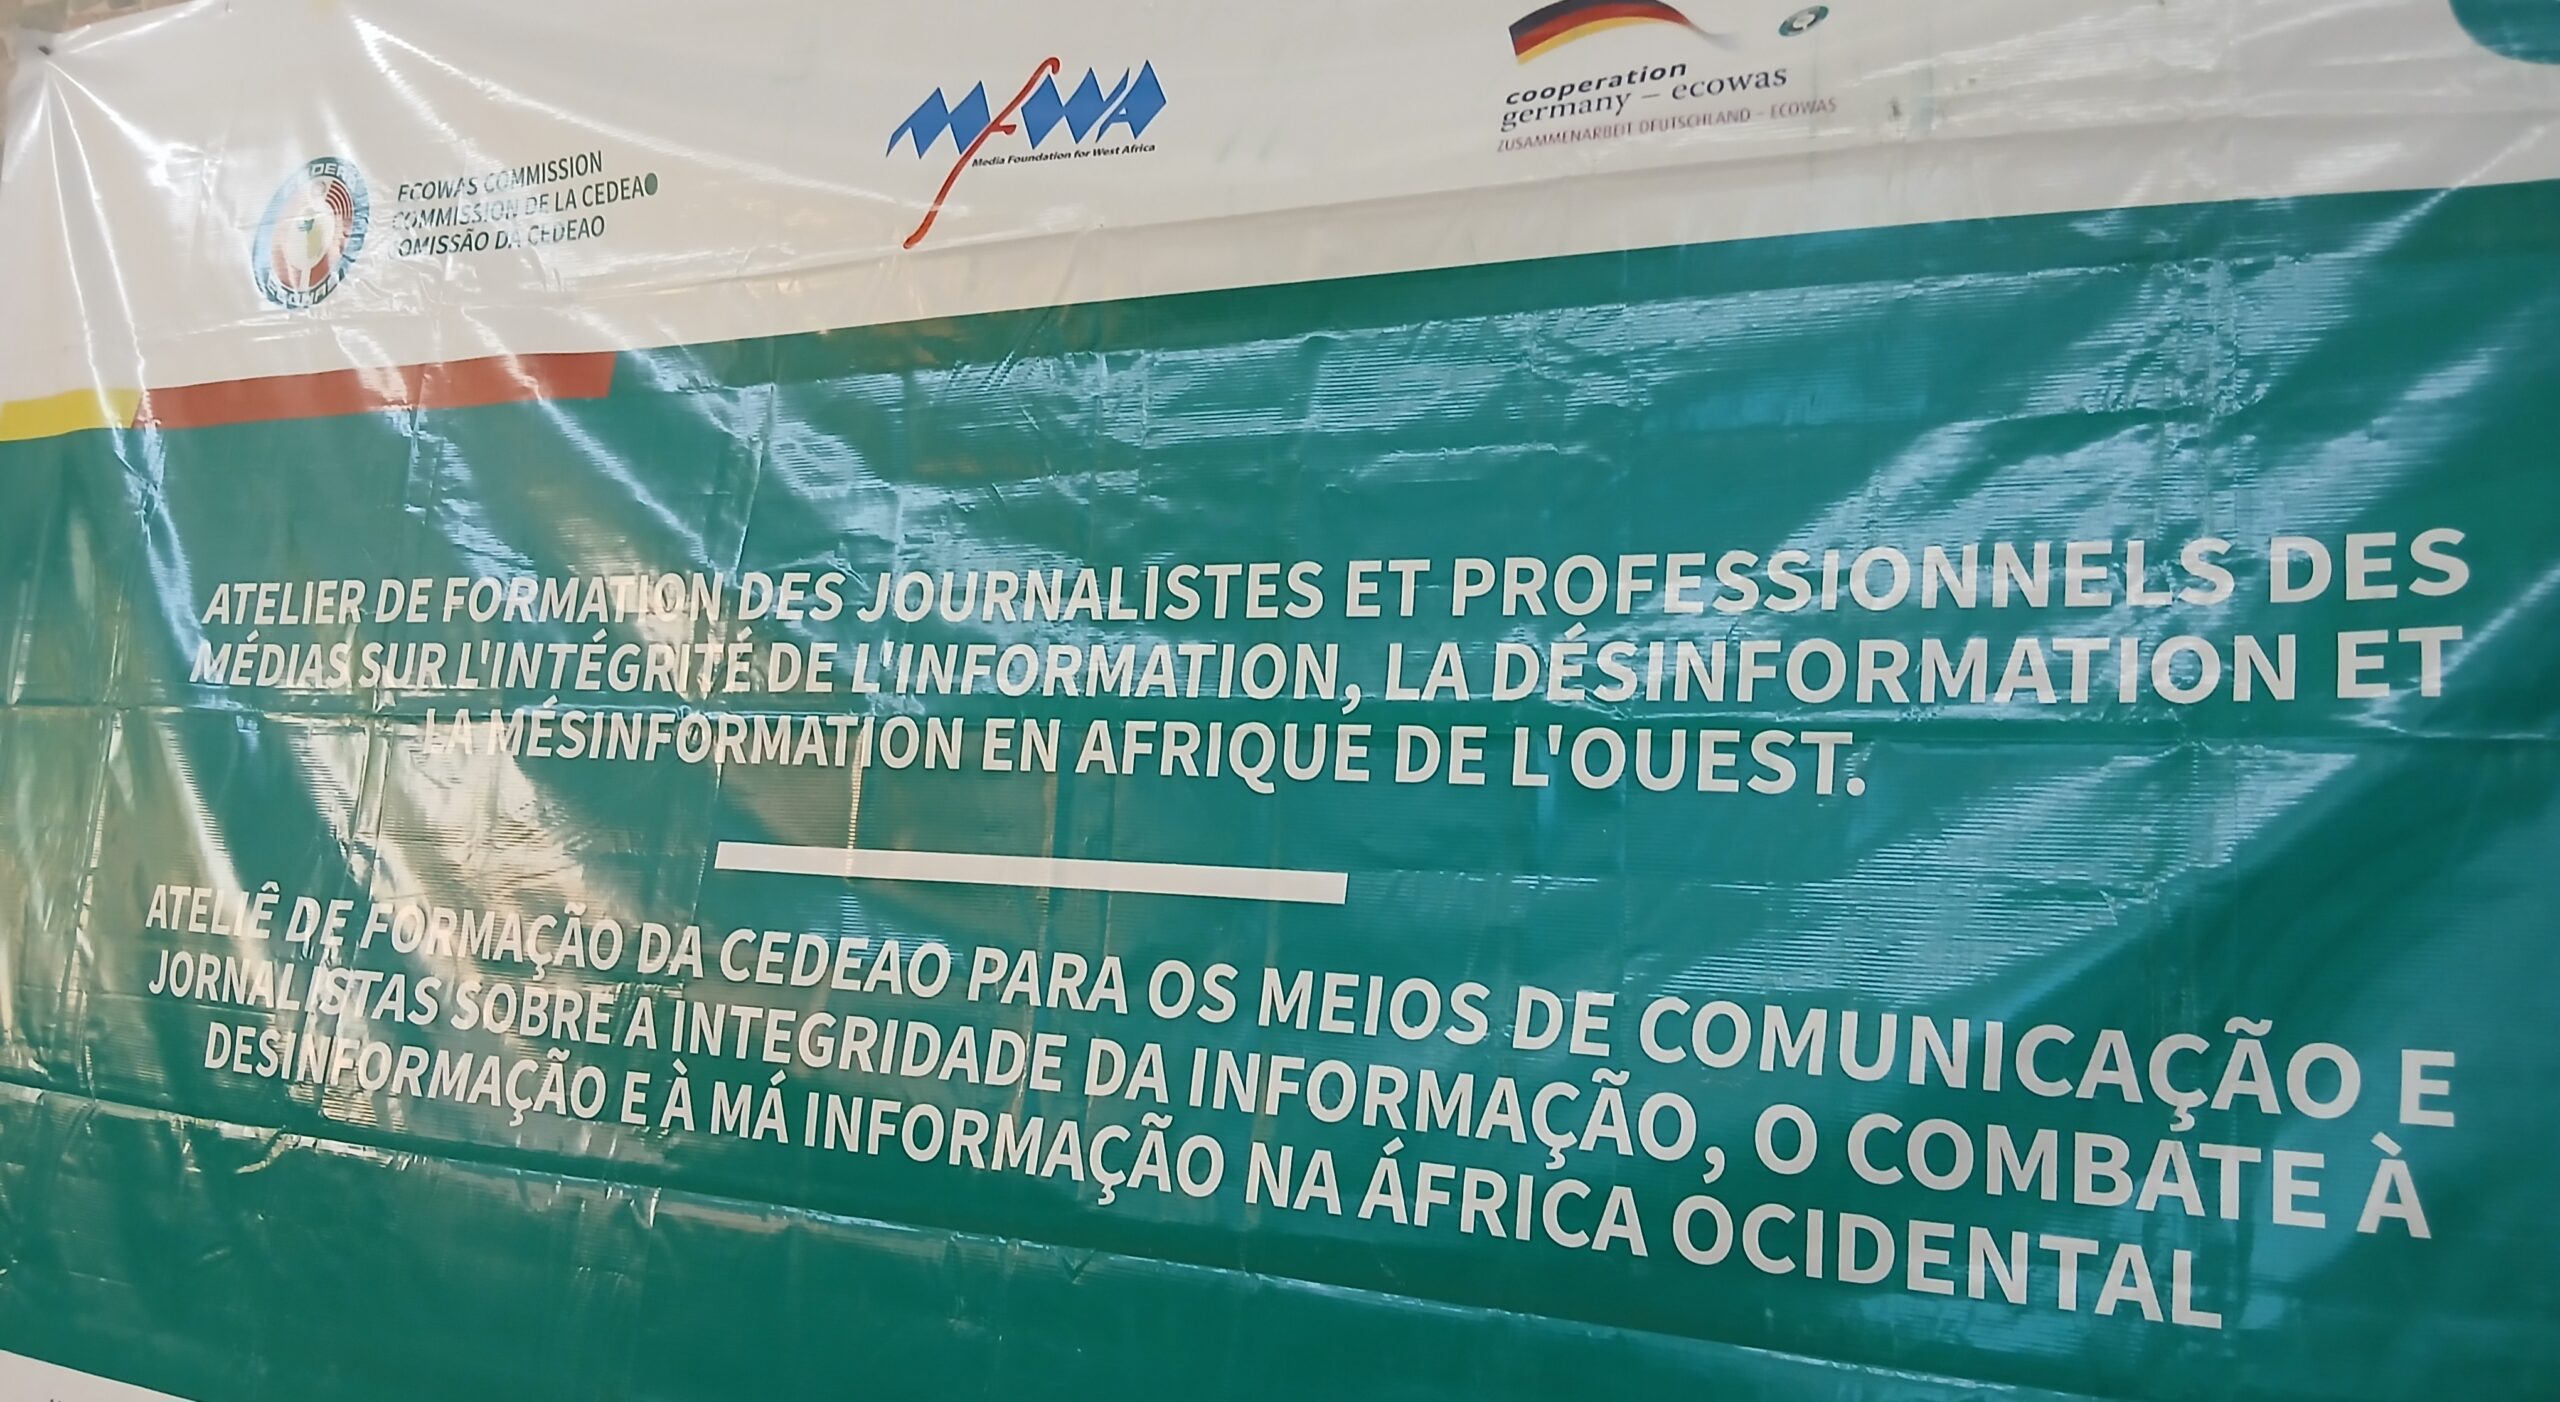 ECOWAS COMMISSION
COMMISSION DE LA CEDEAO
COMISSÃO DA CEDEAO
MFWA
Media Foundation for West Africa
cooperation
germany – ecowas
ZUSAMMENARBEIT DEUTSCHLAND – ECOWAS
ATELIER DE FORMATION DES JOURNALISTES ET PROFESSIONNELS DES
MÉDIAS SUR L'INTÉGRITÉ DE L'INFORMATION, LA DÉSINFORMATION ET
LA MÉSINFORMATION EN AFRIQUE DE L'OUEST.
ATELIÊ DE FORMAÇÃO DA CEDEAO PARA OS MEIOS DE COMUNICAÇÃO E
JORNALISTAS SOBRE A INTEGRIDADE DA INFORMAÇÃO, O COMBATE À
DESINFORMAÇÃO E À MÁ INFORMAÇÃO NA ÁFRICA OCIDENTAL